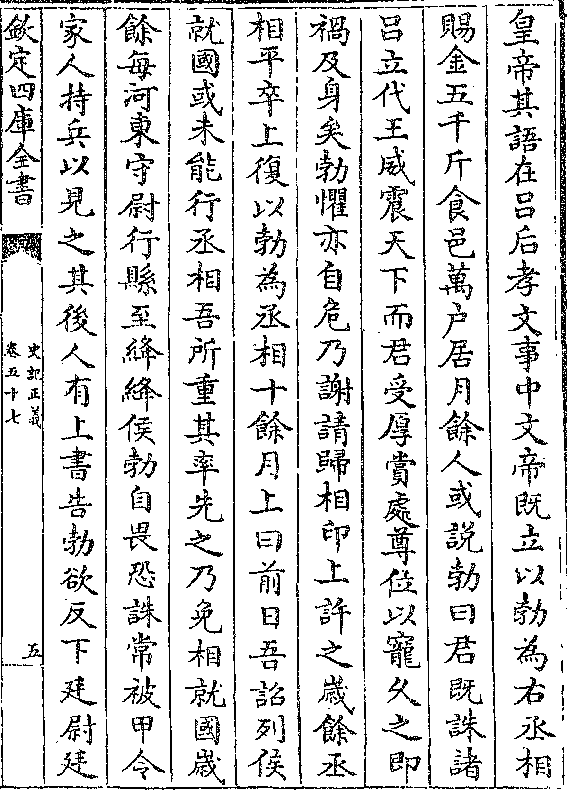 皇帝其語在吕后孝文事中文帝既立以勃為右丞相
賜金五千斤食邑萬户居月餘人或説勃曰君既誅諸
吕立代王威震天下而君受厚賞處尊位以寵久之即
禍及身矣勃懼亦自危乃謝請歸相印上許之歲餘丞
相平卒上復以勃為丞相十餘月上曰前日吾詔列侯
就國或未能行丞相吾所重其率先之乃免相就國歲
餘每河東守尉行縣至絳絳侯勃自畏恐誅常被甲令
家人持兵以見之其後人有上書告勃欲反下廷尉廷
欽定四庫全書
史記正義
卷五十七
五